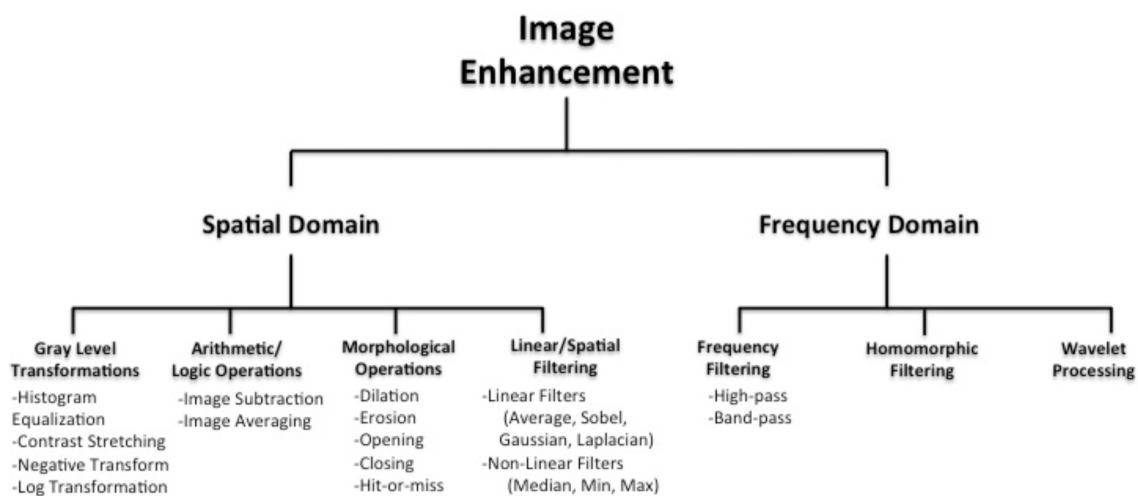 Image
Enhancement
Spatial Domain
Frequency Domain
Gray Level
Transformations
-Histogram
Equalization
-Contrast Stretching
-Negative Transform
-Log Transformation
Arithmetic/
Logic Operations
-Image Subtraction
-Image Averaging
Morphological
Operations
-Dilation
-Erosion
-Opening
-Closing
-Hit-or-miss
Linear/Spatial
Filtering
-Linear Filters
(Average, Sobel,
Gaussian, Laplacian)
-Non-Linear Filters
(Median, Min, Max)
Frequency
Filtering
-High-pass
-Band-pass
Homomorphic
Filtering
Wavelet
Processing